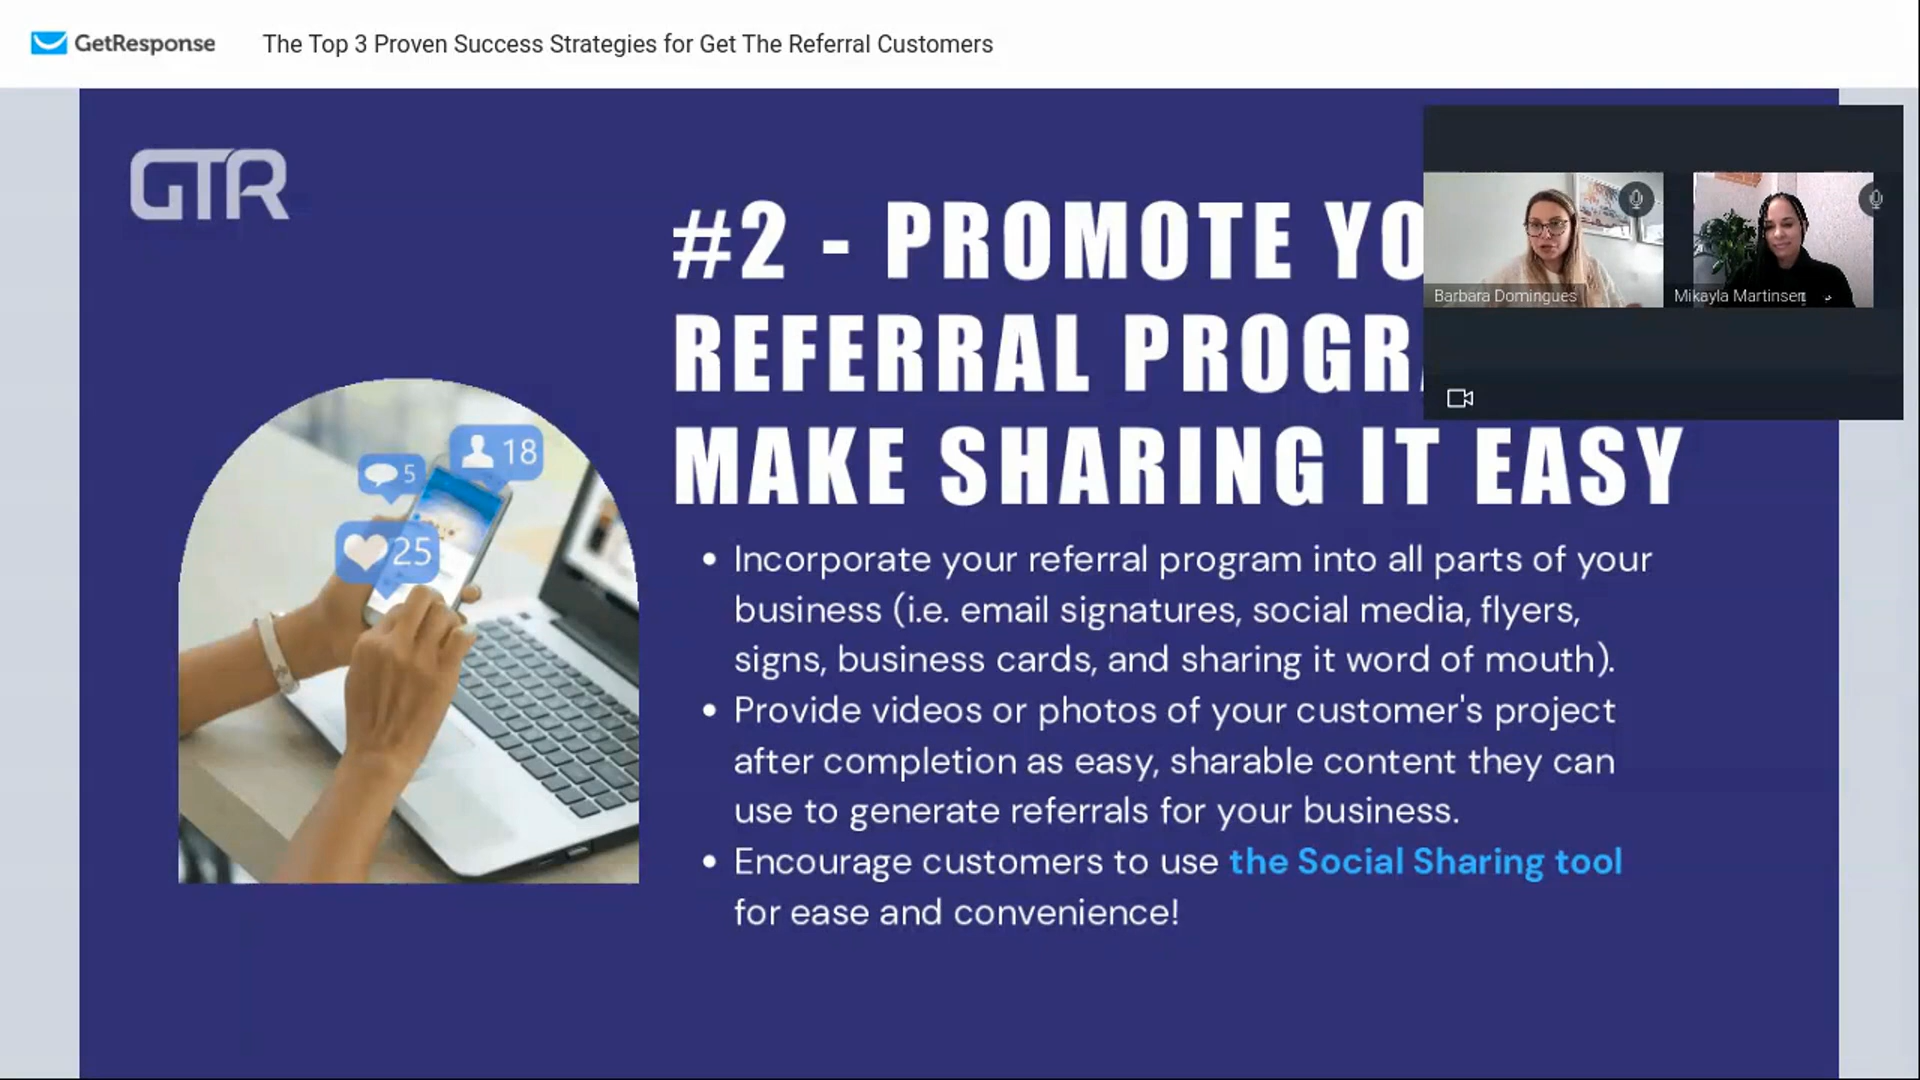 GetResponse
The Top 3 Proven Success Strategies for Get The Referral Customers
GTR
#2 - PROMOTE YO
REFERRAL PROGR
MAKE SHARING IT EASY
Barbara Domingues
Mikayla Martinsen
5
18
25
• Incorporate your referral program into all parts of your
business (i.e. email signatures, social media, flyers,
signs, business cards, and sharing it word of mouth).
• Provide videos or photos of your customer's project
after completion as easy, sharable content they can
use to generate referrals for your business.
• Encourage customers to use the Social Sharing tool
for ease and convenience!